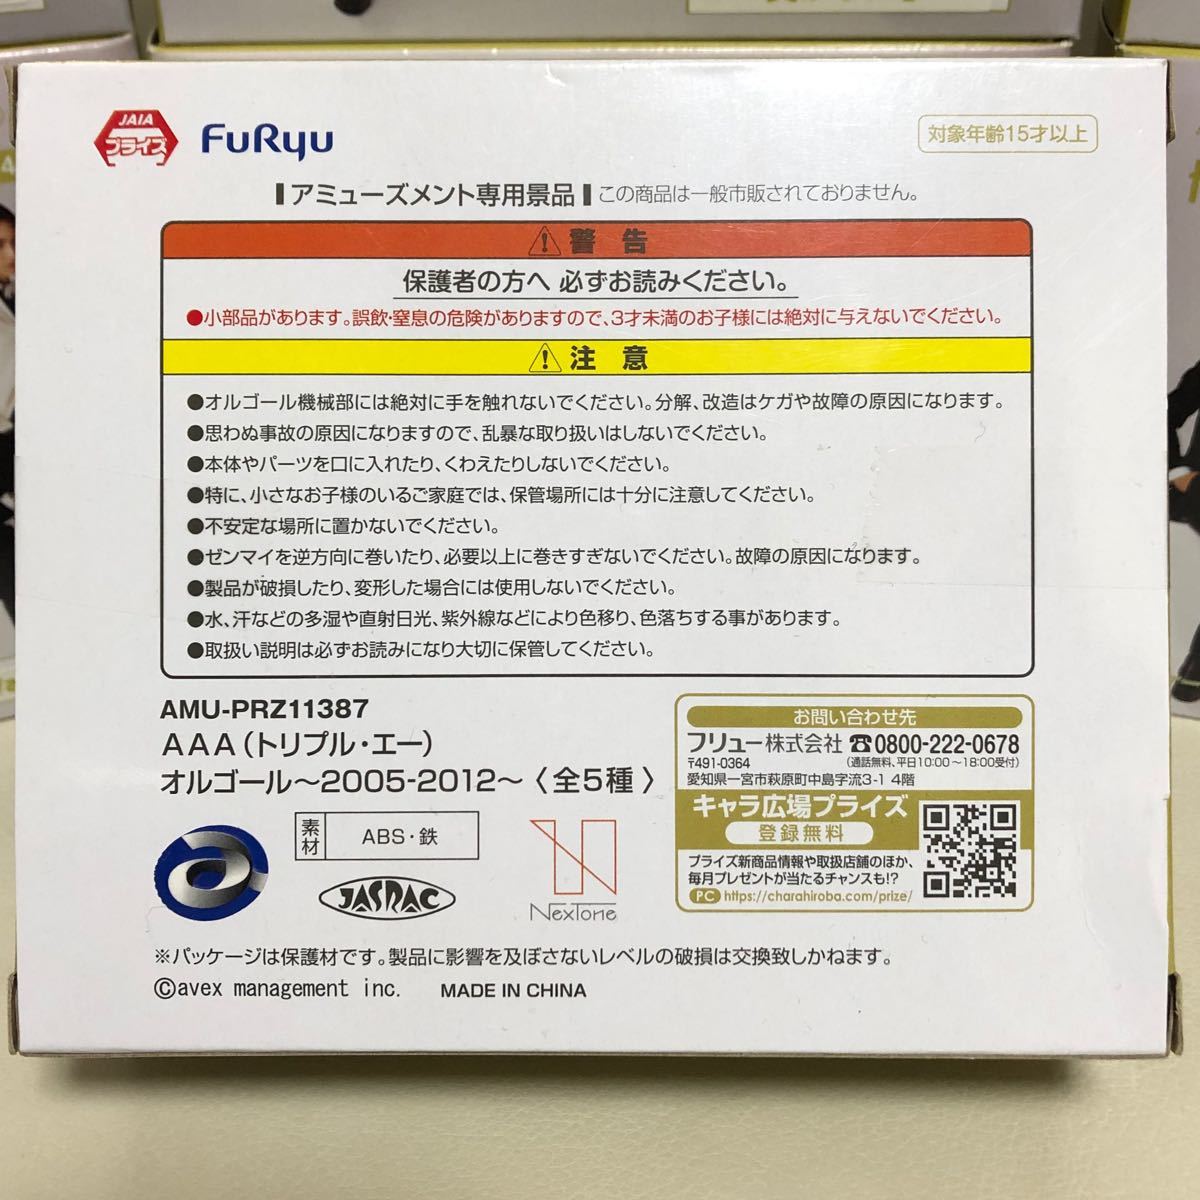 JAIA
プライズ
FuRyu
対象年齢15才以上
アミューズメント専用景品 この商品は一般市販されておりません。
警告
保護者の方へ 必ずお読みください。
●小部品があります。誤飲・窒息の危険がありますので、3才未満のお子様には絶対に与えないでください。
注意
●オルゴール機械部には絶対に手を触れないでください。分解、改造はケガや故障の原因になります。
●思わぬ事故の原因になりますので、乱暴な取り扱いはしないでください。
●本体やパーツを口に入れたり、くわえたりしないでください。
●特に、小さなお子様のいるご家庭では、保管場所には十分に注意してください。
●不安定な場所に置かないでください。
●ゼンマイを逆方向に巻いたり、必要以上に巻きすぎないでください。故障の原因になります。
●製品が破損したり、変形した場合には使用しないでください。
●水、汗などの多湿や直射日光、紫外線などにより色移り、色落ちする事があります。
●取扱い説明は必ずお読みになり大切に保管してください。
AMU-PRZ11387
AAA(トリプル・エー)
オルゴール～2005-2012～〈全5種〉
素材 ABS・鉄
JASRAC
NexTone
お問い合わせ先
フリュー株式会社 ☎0800-222-0678
〒491-0364 (通話無料、平日10:00～18:00受付)
愛知県一宮市萩原町中島字流3-1 4階
キャラ広場プライズ
登録無料
プライズ新商品情報や取扱店舗のほか、
毎月プレゼントが当たるチャンスも!?
PC https://charahiroba.com/prize/
※パッケージは保護材です。製品に影響を及ぼさないレベルの破損は交換致しかねます。
©avex management inc. MADE IN CHINA